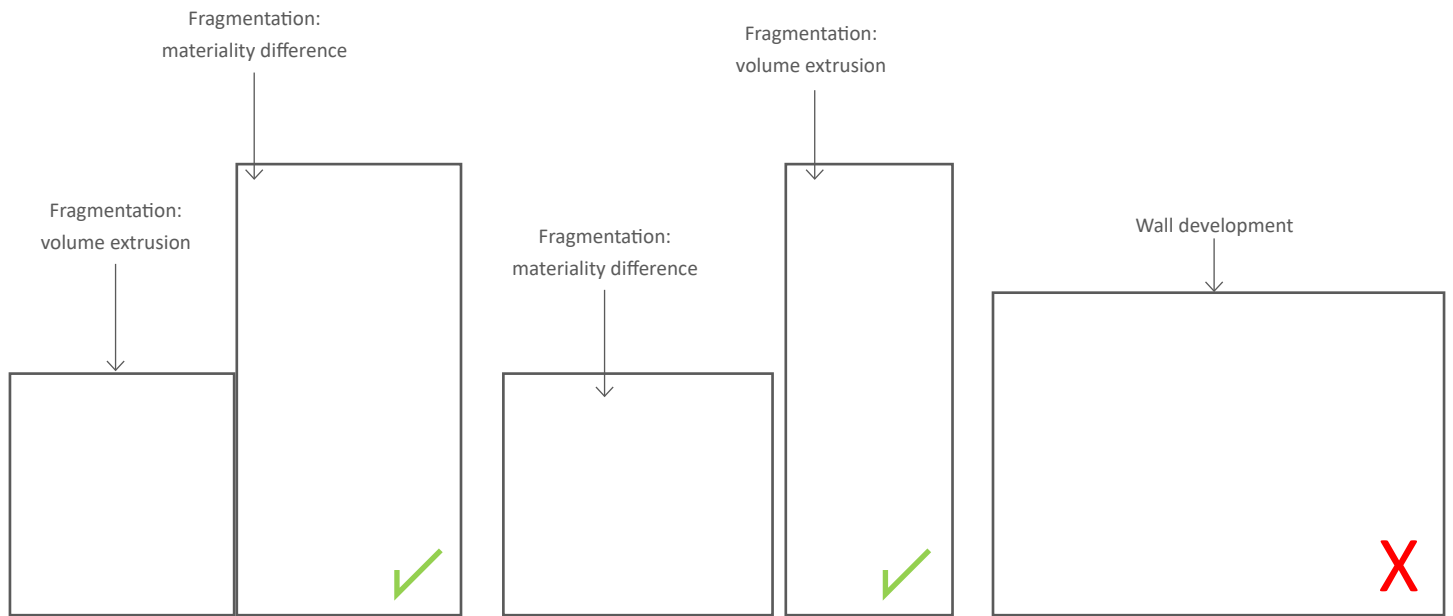 Fragmentation:
materiality difference
Fragmentation:
volume extrusion
Fragmentation:
volume extrusion
Fragmentation:
materiality difference
Wall development
X